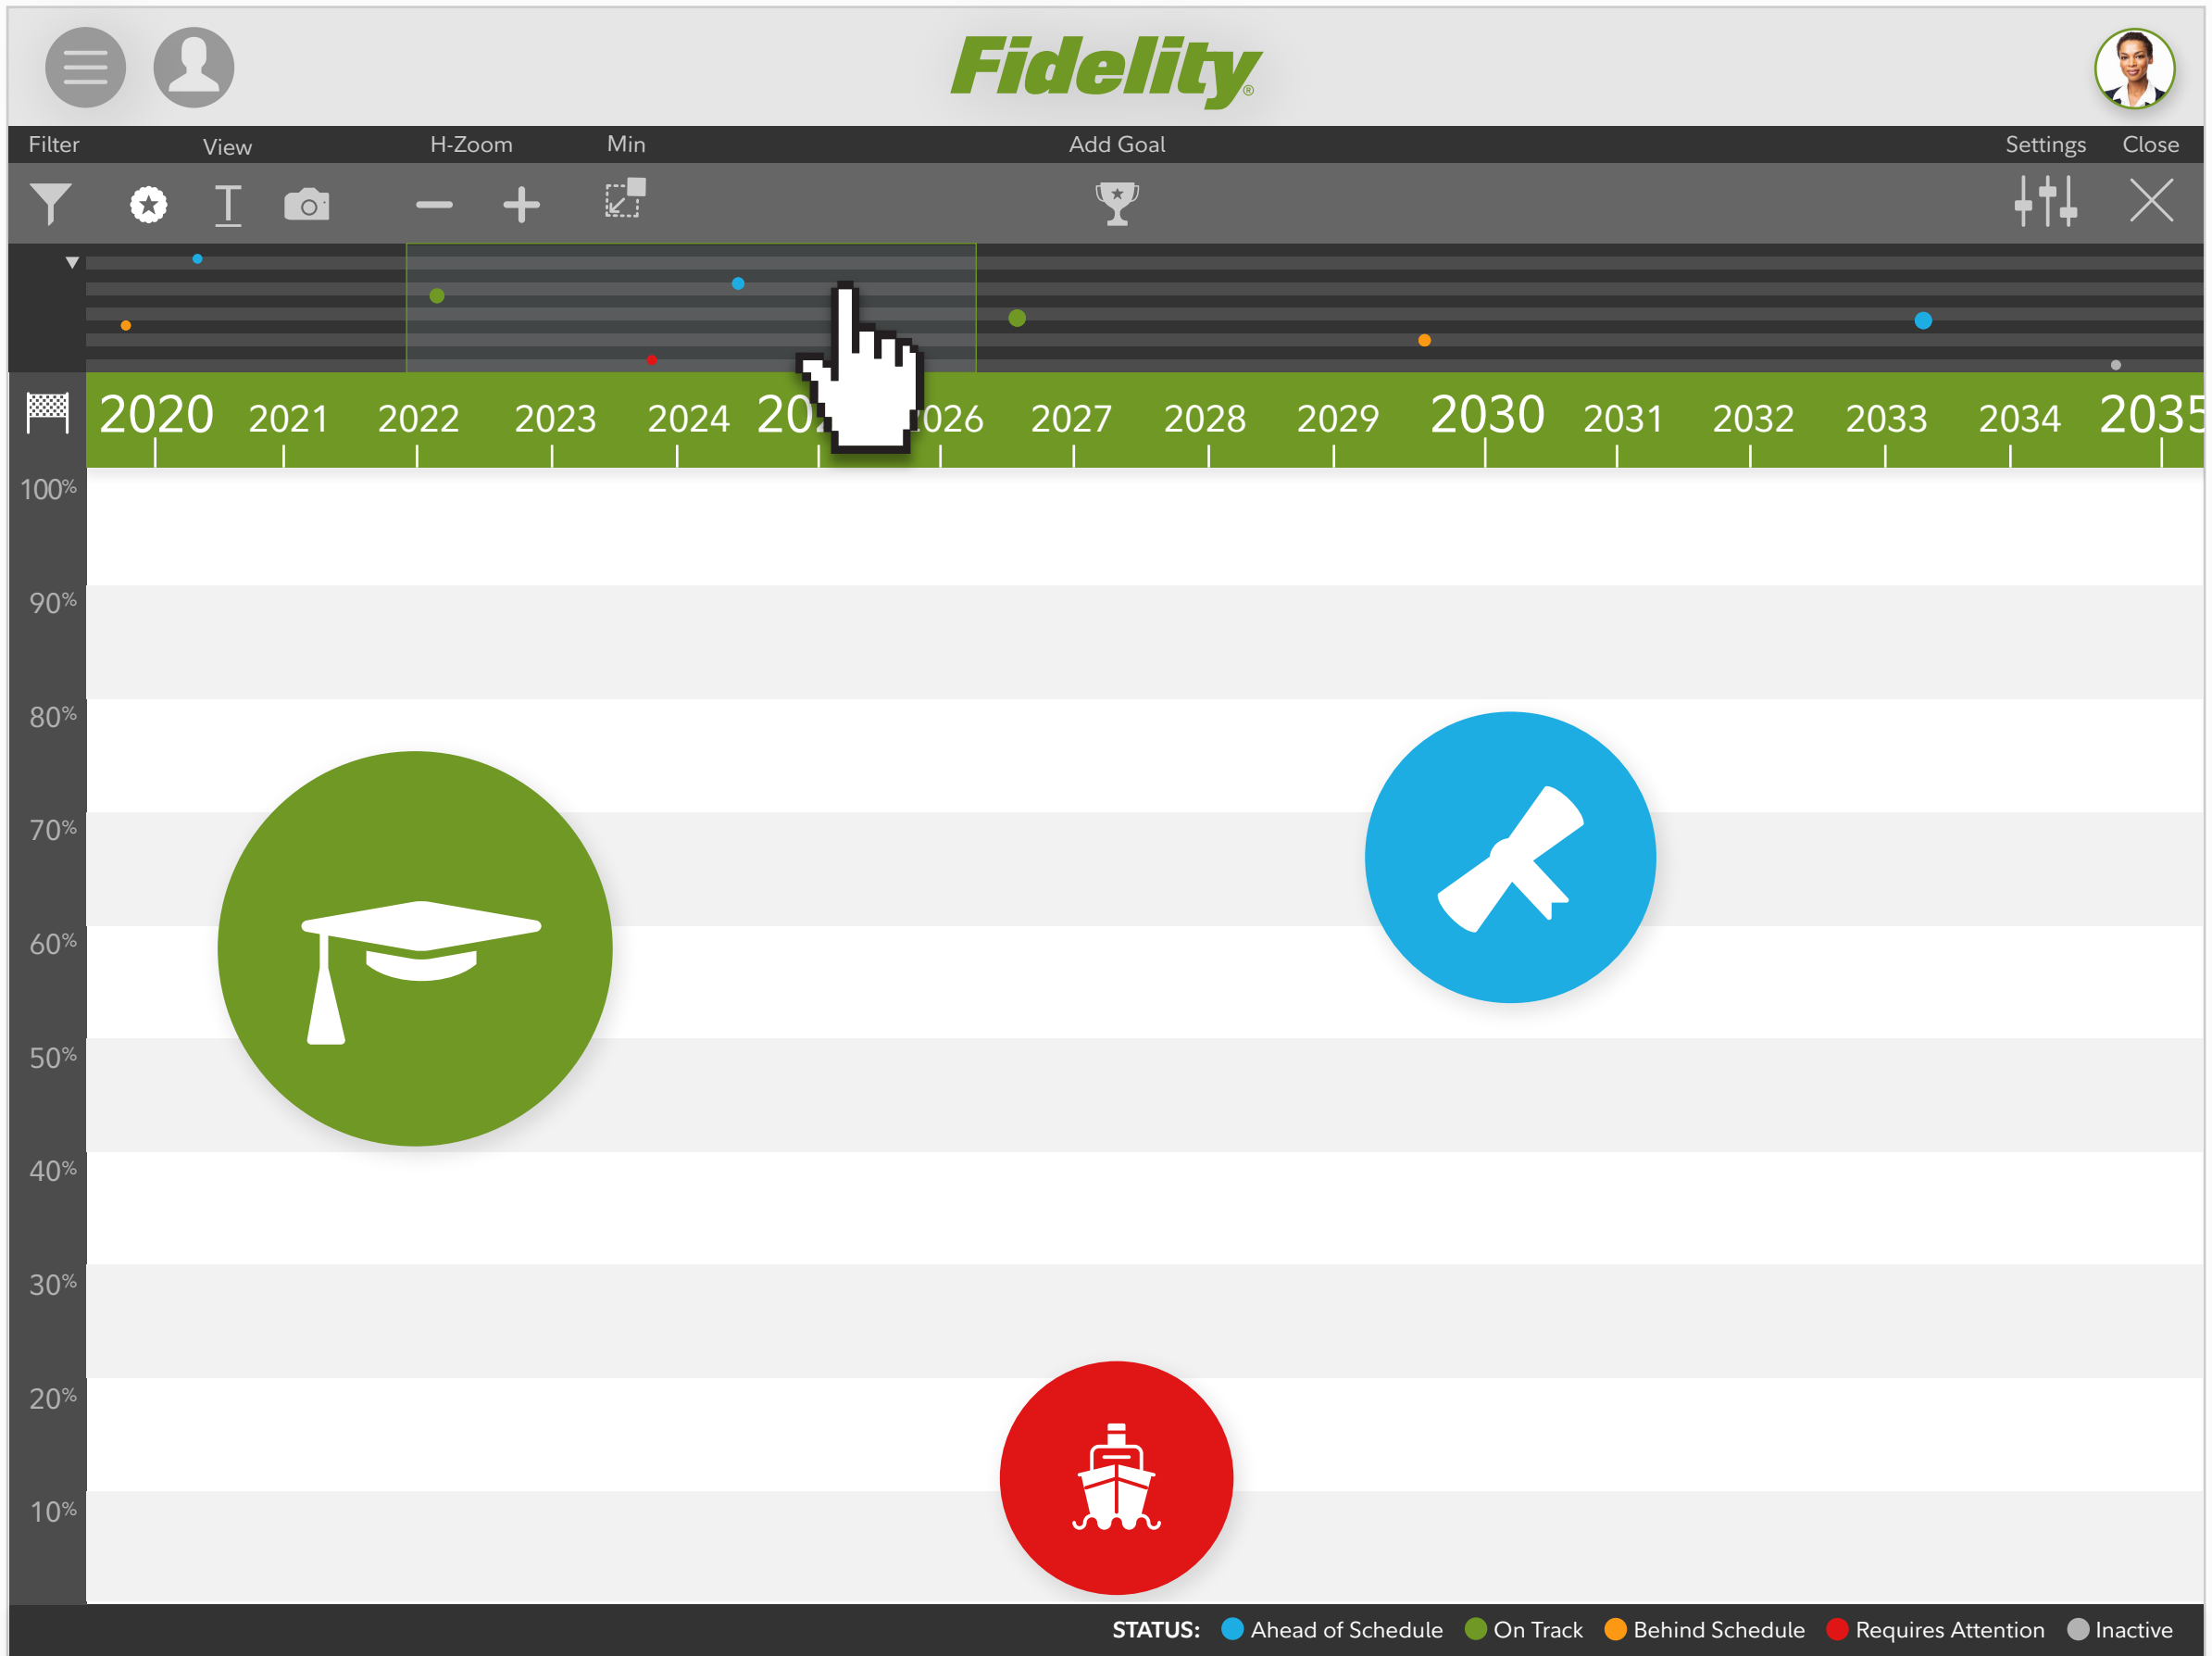 Fidelity®
Filter View H-Zoom Min Add Goal Settings Close
2020 2021 2022 2023 2024 2026 2027 2028 2029 2030 2031 2032 2033 2034 2035
100%
90%
80%
70%
60%
50%
40%
30%
20%
10%
STATUS: Ahead of Schedule On Track Behind Schedule Requires Attention Inactive